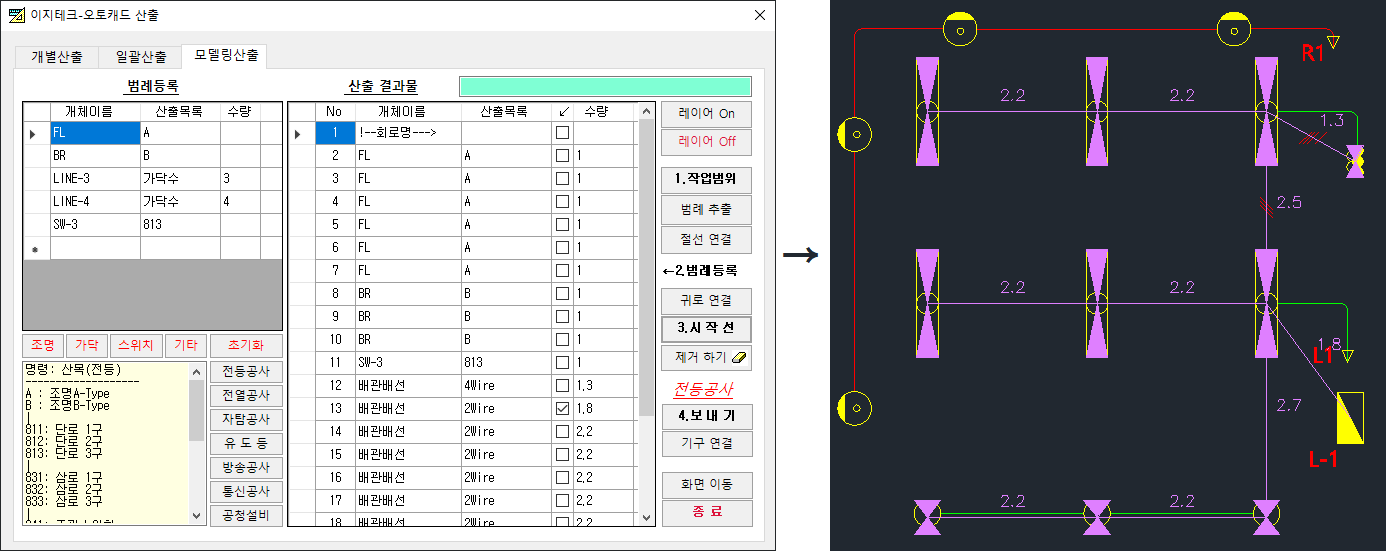 이지테크-오토캐드 산출
개별산출 일괄산출 모델링산출
범례등록
개체이름 산출목록 수량
FL A
BR B
LINE-3 가닥수 3
LINE-4 가닥수 4
SW-3 813
조명 가닥 스위치 기타 초기화
명령: 산목(전등)
-------------------
A : 조명A-Type
B : 조명B-Type
|
811: 단로 1구
812: 단로 2구
813: 단로 3구
|
831: 삼로 1구
832: 삼로 2구
833: 삼로 3구
|
전등공사
전열공사
자탐공사
유 도 등
방송공사
통신공사
공청설비
산출 결과물
No 개체이름 산출목록 ↙ 수량
1 !--회로명--->
2 FL A 1
3 FL A 1
4 FL A 1
5 FL A 1
6 FL A 1
7 FL A 1
8 BR B 1
9 BR B 1
10 BR B 1
11 SW-3 813 1
12 배관배선 4Wire 1,3
13 배관배선 2Wire 1,8
14 배관배선 2Wire 2,2
15 배관배선 2Wire 2,2
16 배관배선 2Wire 2,2
17 배관배선 2Wire 2,2
18 배관배선 2Wire 2,2
레이어 On
레이어 Off
1.작업범위
범례 추출
절선 연결
←2.범례등록
귀로 연결
3.시 작 선
제거 하기
전등공사
4.보 내 기
기구 연결
화면 이동
종 료
→
R1
2.2 2.2
1.3
2.5
2.2 2.2
1.8
L1
2.7
L-1
2.2 2.2